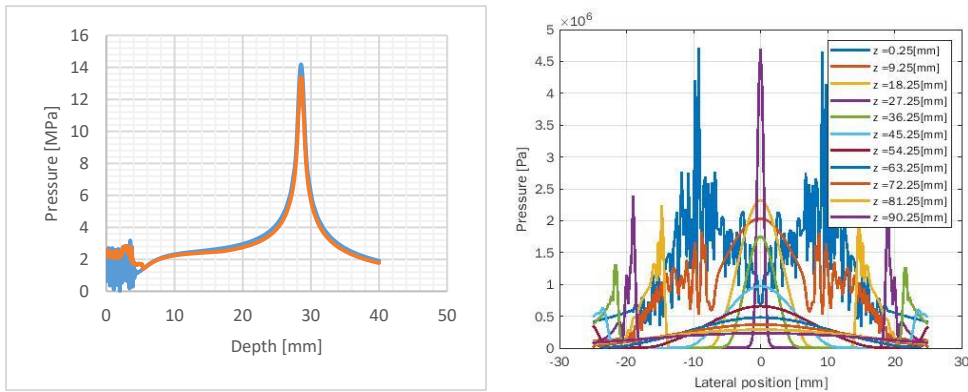 16
14
12
10
8
6
4
2
0
Pressure [MPa]
0 10 20 30 40 50
Depth [mm]
×10⁶
5
4.5
4
3.5
3
2.5
2
1.5
1
0.5
0
Pressure [Pa]
-30 -20 -10 0 10 20 30
Lateral position [mm]
z =0.25[mm]
z =9.25[mm]
z =18.25[mm]
z =27.25[mm]
z =36.25[mm]
z =45.25[mm]
z =54.25[mm]
z =63.25[mm]
z =72.25[mm]
z =81.25[mm]
z =90.25[mm]